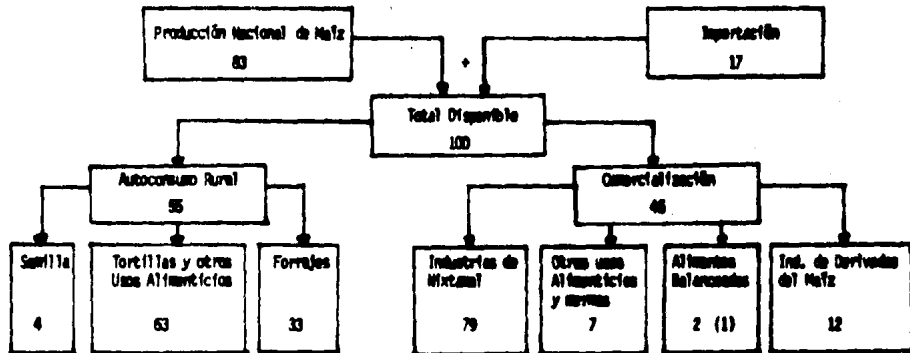 Producción Nacional de Maíz
83
+
Importación
17
Total Disponible
100
Autoconsumo Rural
55
Comercialización
45
Semilla
4
Tortillas y otros
Usos Alimenticios
63
Forrajes
33
Industrias de
Nixtamal
79
Otros usos
Alimenticios
y mermas
7
Alimentos
Balanceados
2 (1)
Ind. de Derivados
del Maíz
12